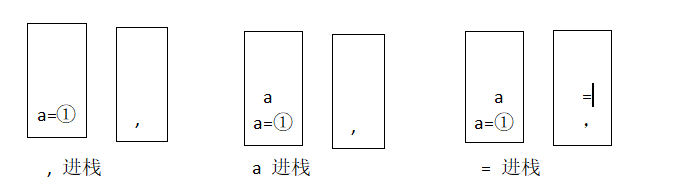 a a =
a=① , a=① , a=① ,
, 进栈 a 进栈 = 进栈